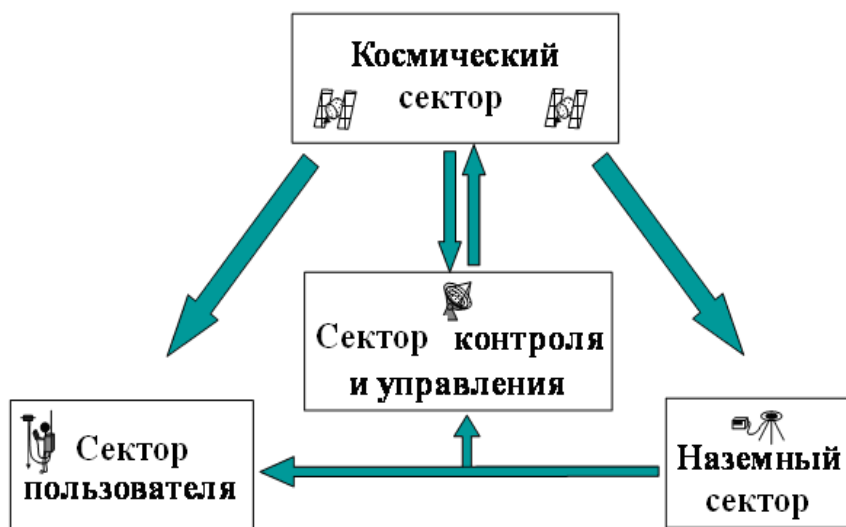 Космический
сектор
Сектор контроля
и управления
Сектор
пользователя
Наземный
сектор